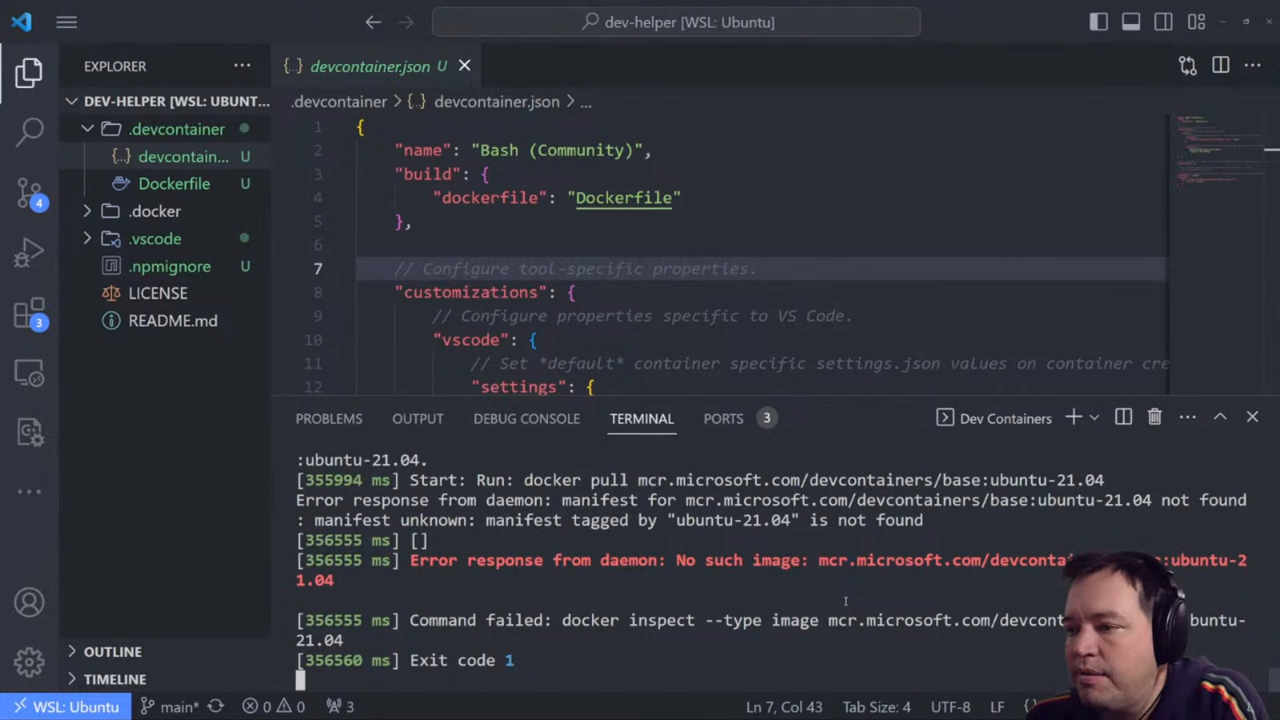 dev-helper [WSL: Ubuntu]
EXPLORER
DEV-HELPER [WSL: UBUNT...
.devcontainer
devcontain... U
Dockerfile U
.docker
.vscode
.npmignore U
LICENSE
README.md
OUTLINE
TIMELINE
4
3
devcontainer.json U
.devcontainer > {..} devcontainer.json > ...
1 {
2 "name": "Bash (Community)",
3 "build": {
4 "dockerfile": "Dockerfile"
5 },
6
7 // Configure tool-specific properties.
8 "customizations": {
9 // Configure properties specific to VS Code.
10 "vscode": {
11 // Set *default* container specific settings.json values on container cre
12 "settings": {
PROBLEMS OUTPUT DEBUG CONSOLE TERMINAL PORTS 3 Dev Containers
:ubuntu-21.04.
[355994 ms] Start: Run: docker pull mcr.microsoft.com/devcontainers/base:ubuntu-21.04
Error response from daemon: manifest for mcr.microsoft.com/devcontainers/base:ubuntu-21.04 not found
: manifest unknown: manifest tagged by "ubuntu-21.04" is not found
[356555 ms] []
[356555 ms] Error response from daemon: No such image: mcr.microsoft.com/devcontai :ubuntu-2
1.04
[356555 ms] Command failed: docker inspect --type image mcr.microsoft.com/devcont buntu-
21.04
[356560 ms] Exit code 1
WSL: Ubuntu main* 0 0 3 Ln 7, Col 43 Tab Size: 4 UTF-8 LF {